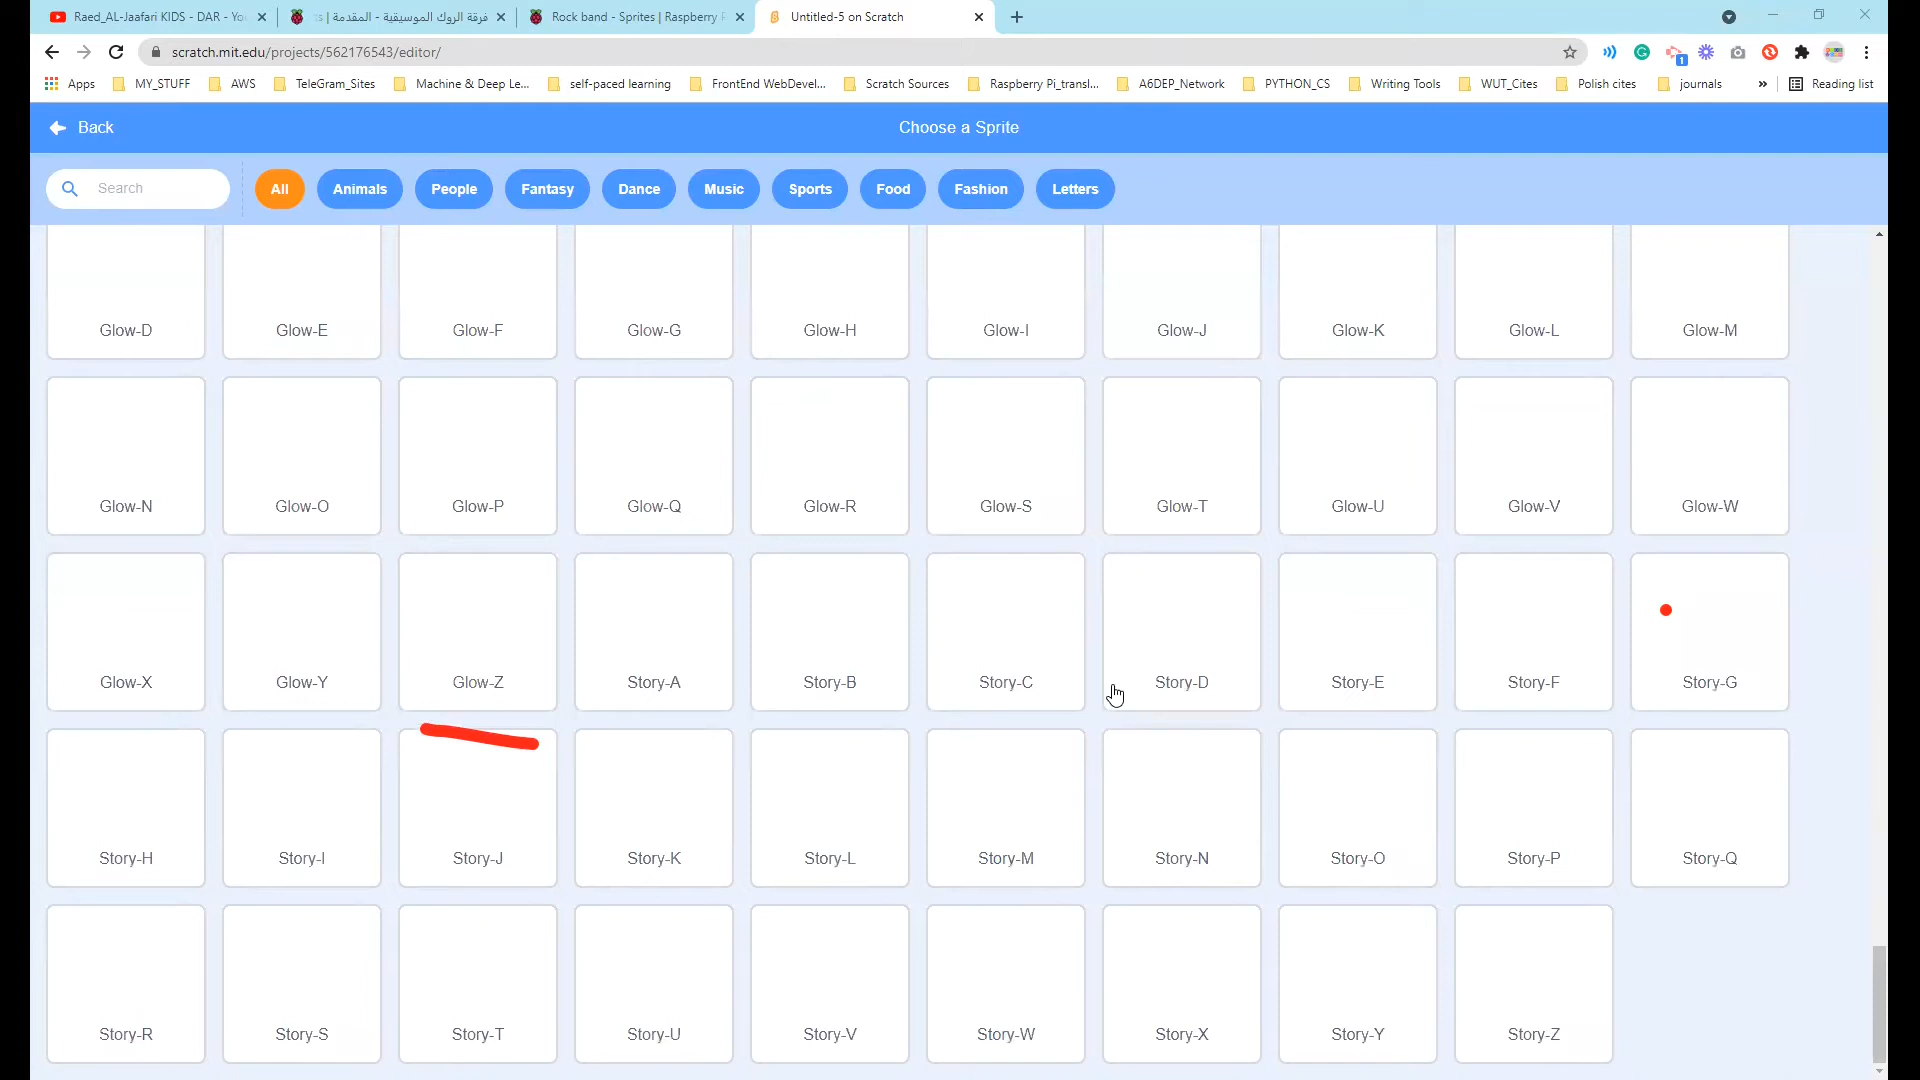 Raed_AL-Jaafari KIDS - DAR - Yo
فرقة الروك الموسيقية - المقدمة | ts
Rock band - Sprites | Raspberry P
Untitled-5 on Scratch
scratch.mit.edu/projects/562176543/editor/
1
Apps MY_STUFF AWS TeleGram_Sites Machine & Deep Le... self-paced learning FrontEnd WebDevel... Scratch Sources Raspberry Pi_transl... A6DEP_Network PYTHON_CS Writing Tools WUT_Cites Polish cites journals » Reading list
Back Choose a Sprite
Search All Animals People Fantasy Dance Music Sports Food Fashion Letters
Glow-D Glow-E Glow-F Glow-G Glow-H Glow-I Glow-J Glow-K Glow-L Glow-M
Glow-N Glow-O Glow-P Glow-Q Glow-R Glow-S Glow-T Glow-U Glow-V Glow-W
Glow-X Glow-Y Glow-Z Story-A Story-B Story-C Story-D Story-E Story-F Story-G
Story-H Story-I Story-J Story-K Story-L Story-M Story-N Story-O Story-P Story-Q
Story-R Story-S Story-T Story-U Story-V Story-W Story-X Story-Y Story-Z